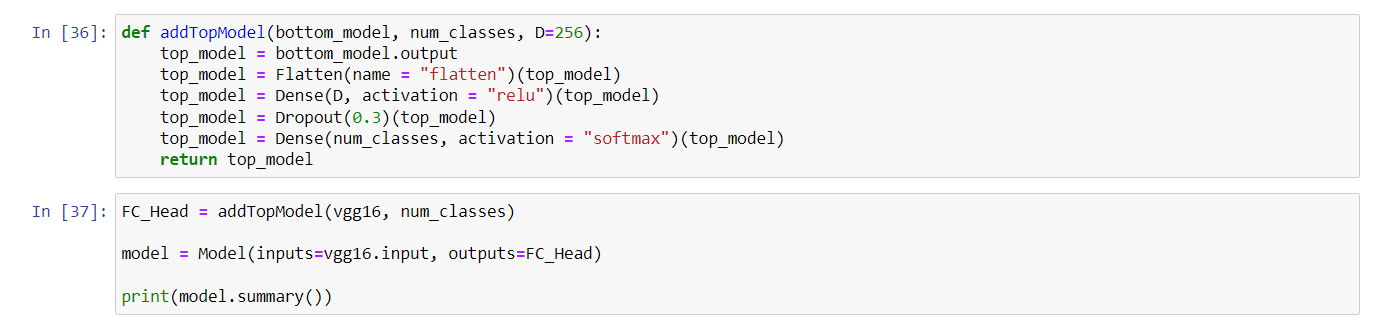 In [36]: def addTopModel(bottom_model, num_classes, D=256):
    top_model = bottom_model.output
    top_model = Flatten(name = "flatten")(top_model)
    top_model = Dense(D, activation = "relu")(top_model)
    top_model = Dropout(0.3)(top_model)
    top_model = Dense(num_classes, activation = "softmax")(top_model)
    return top_model
In [37]: FC_Head = addTopModel(vgg16, num_classes)
model = Model(inputs=vgg16.input, outputs=FC_Head)
print(model.summary())